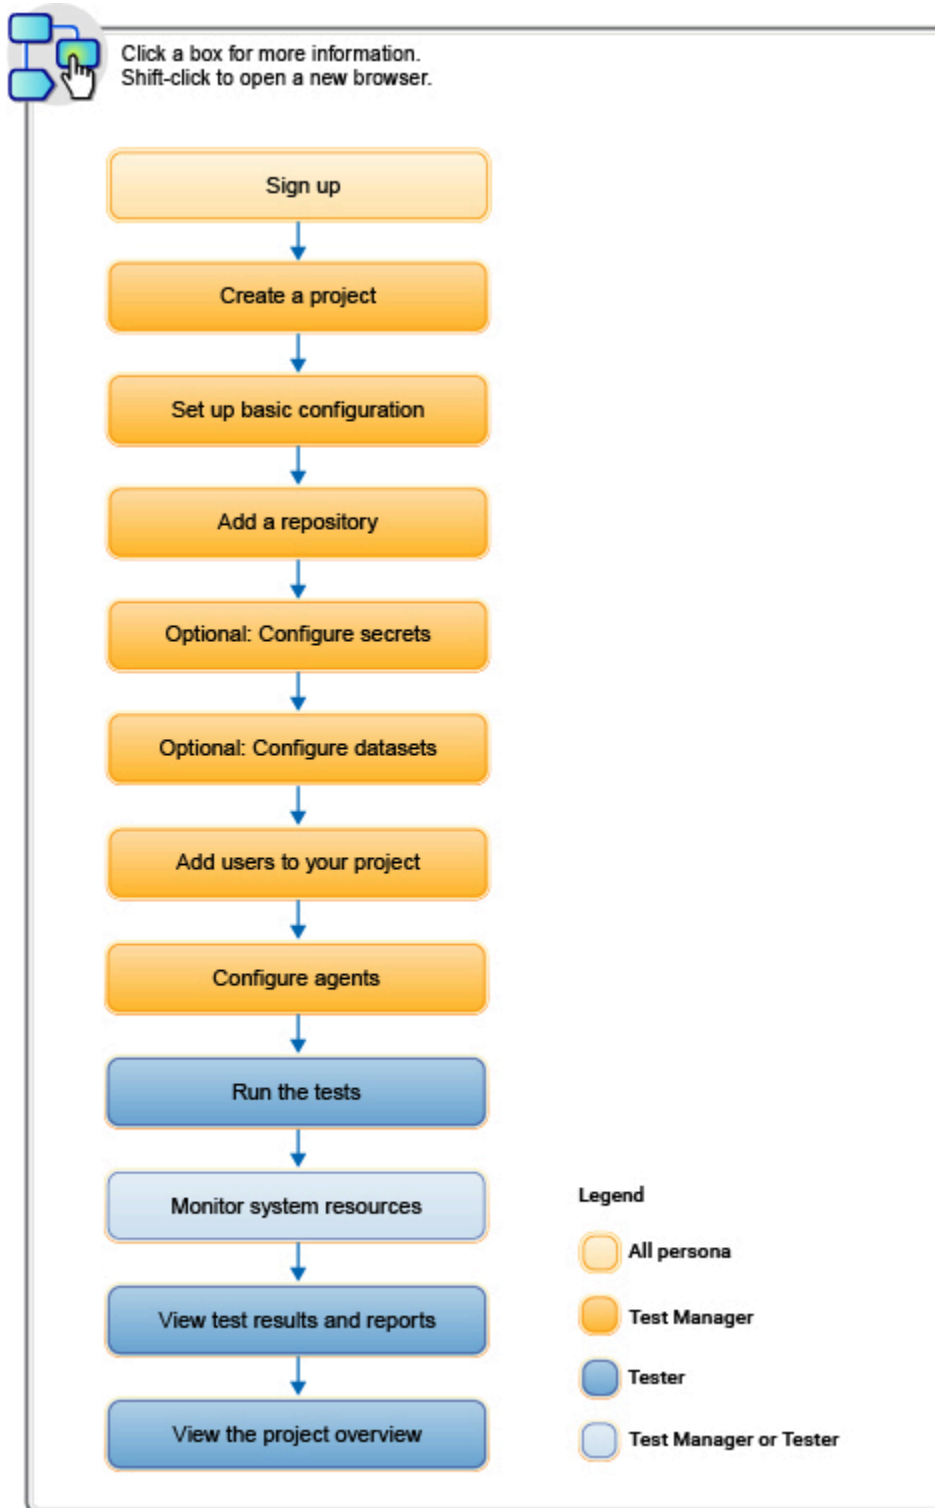 Click a box for more information.
Shift-click to open a new browser.
Sign up
Create a project
Set up basic configuration
Add a repository
Optional: Configure secrets
Optional: Configure datasets
Add users to your project
Configure agents
Run the tests
Monitor system resources
View test results and reports
View the project overview
Legend
All persona
Test Manager
Tester
Test Manager or Tester